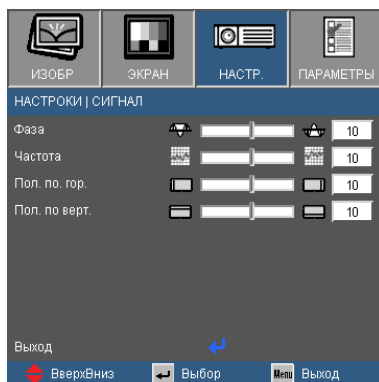 ИЗОБР ЭКРАН НАСТР. ПАРАМЕТРЫ
НАСТРОКИ | СИГНАЛ
Фаза 10
Частота 10
Пол. по. гор. 10
Пол. по верт. 10
Выход
ВверхВниз Выбор Menu Выход